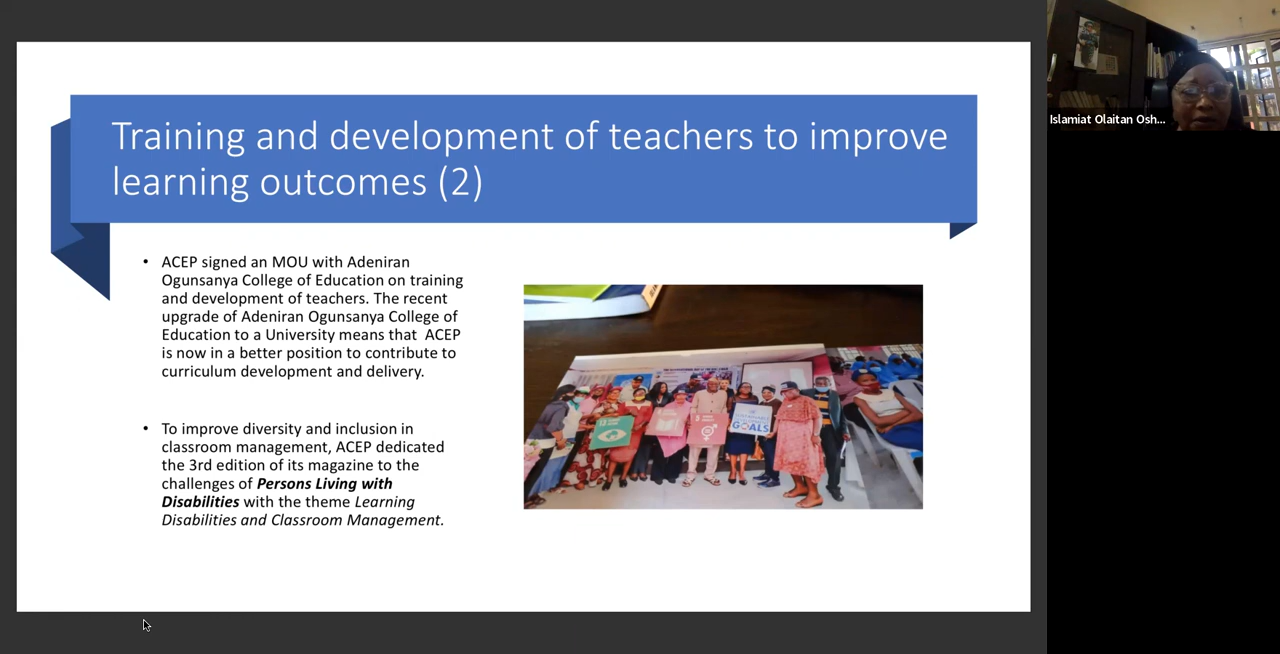 Training and development of teachers to improve
learning outcomes (2)
• ACEP signed an MOU with Adeniran
Ogunsanya College of Education on training
and development of teachers. The recent
upgrade of Adeniran Ogunsanya College of
Education to a University means that ACEP
is now in a better position to contribute to
curriculum development and delivery.
• To improve diversity and inclusion in
classroom management, ACEP dedicated
the 3rd edition of its magazine to the
challenges of Persons Living with
Disabilities with the theme Learning
Disabilities and Classroom Management.
GOALS
Islamiat Olaitan Osh...